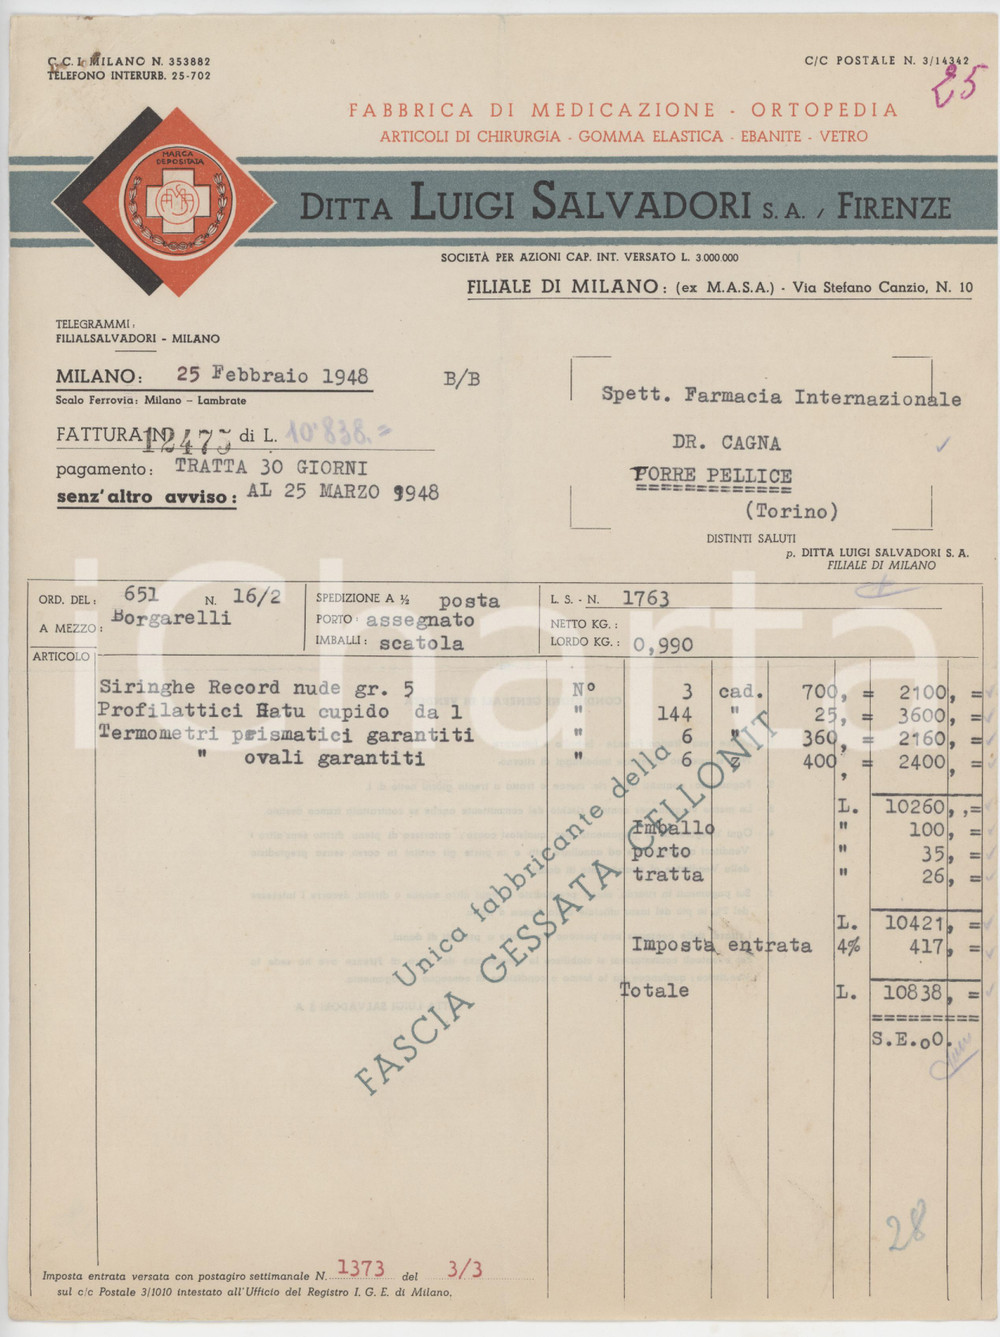 C.C.I. MILANO N. 353882
TELEFONO INTERURB. 25-702
C/C POSTALE N. 3/14342
25
FABBRICA DI MEDICAZIONE - ORTOPEDIA
ARTICOLI DI CHIRURGIA - GOMMA ELASTICA - EBANITE - VETRO
MARCA
DEPOSITATA
DITTA LUIGI SALVADORI S. A. / FIRENZE
SOCIETÀ PER AZIONI CAP. INT. VERSATO L. 3.000.000
FILIALE DI MILANO: (ex M.A.S.A.) - Via Stefano Canzio, N. 10
TELEGRAMMI:
FILIALSALVADORI - MILANO
MILANO: 25 Febbraio 1948 B/B
Scalo Ferrovia: Milano - Lambrate
FATTURA N. 12475 di L. 10'838.=
pagamento: TRATTA 30 GIORNI
senz'altro avviso: AL 25 MARZO 1948
Spett. Farmacia Internazionale
DR. CAGNA
TORRE PELLICE
(Torino)
DISTINTI SALUTI
p. DITTA LUIGI SALVADORI S. A.
FILIALE DI MILANO
ORD. DEL: 651 N. 16/2 SPEDIZIONE A ½ posta L. S. - N. 1763
A MEZZO: Borgarelli PORTO: assegnato NETTO KG.:
IMBALLI: scatola LORDO KG.: 0,990
ARTICOLO
Siringhe Record nude gr. 5 Nº 3 cad. 700, = 2100, =
Profilattici Hatu cupido da 1 " 144 " 25, = 3600, =
Termometri prismatici garantiti " 6 " 360, = 2160, =
" ovali garantiti " 6 " 400, = 2400, =
L. 10260,,=
Imballo " 100, =
porto " 35, =
tratta " 26, =
L. 10421, =
Imposta entrata 4% 417, =
Totale L. 10838, =
S.E.oO.
Unica fabbricante della
FASCIA GESSATA CELLONIT
iCharta
28
Imposta entrata versata con postagiro settimanale N. 1373 del 3/3
sul c/c Postale 3/1010 intestato all'Ufficio del Registro I. G. E. di Milano.